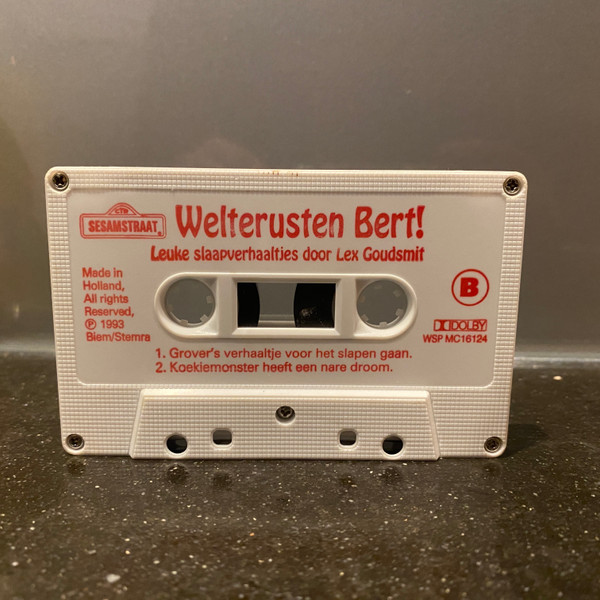 CTW
SESAMSTRAAT
Welterusten Bert!
Leuke slaapverhaaltjes door Lex Goudsmit
Made in
Holland,
All rights
Reserved,
Ⓟ 1993
Biem/Stemra
B
DOLBY
WSP MC16124
1. Grover's verhaaltje voor het slapen gaan.
2. Koekiemonster heeft een nare droom.